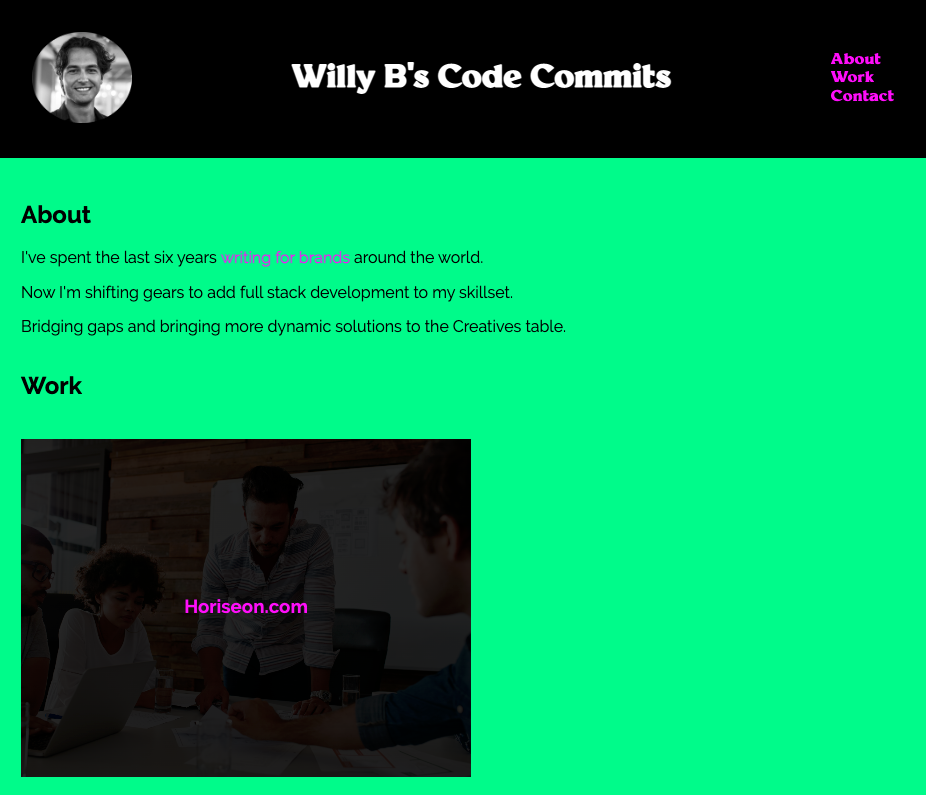 Willy B's Code Commits
About
Work
Contact
About
I've spent the last six years writing for brands around the world.
Now I'm shifting gears to add full stack development to my skillset.
Bridging gaps and bringing more dynamic solutions to the Creatives table.
Work
Horiseon.com